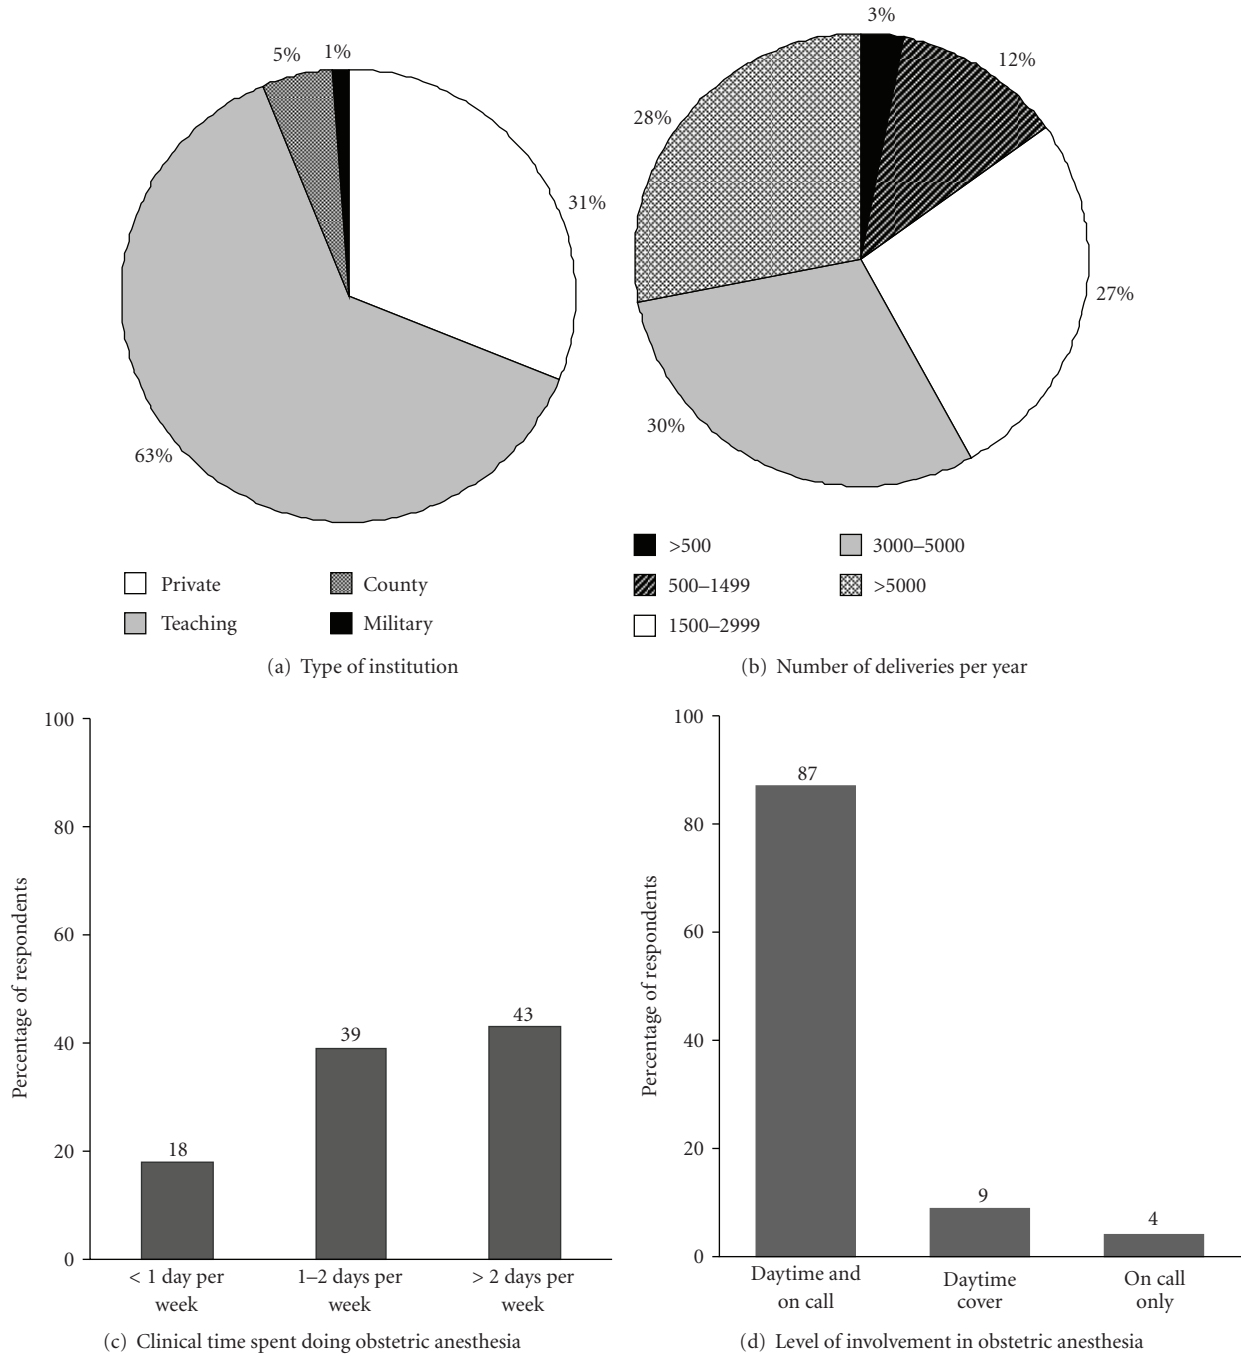 5%
1%
31%
63%
Private
County
Teaching
Military
(a) Type of institution
3%
12%
28%
27%
30%
>500
3000–5000
500–1499
>5000
1500–2999
(b) Number of deliveries per year
Percentage of respondents
100
80
60
40
20
0
18
39
43
< 1 day per
week
1–2 days per
week
> 2 days per
week
(c) Clinical time spent doing obstetric anesthesia
Percentage of respondents
100
80
60
40
20
0
87
9
4
Daytime and
on call
Daytime
cover
On call
only
(d) Level of involvement in obstetric anesthesia